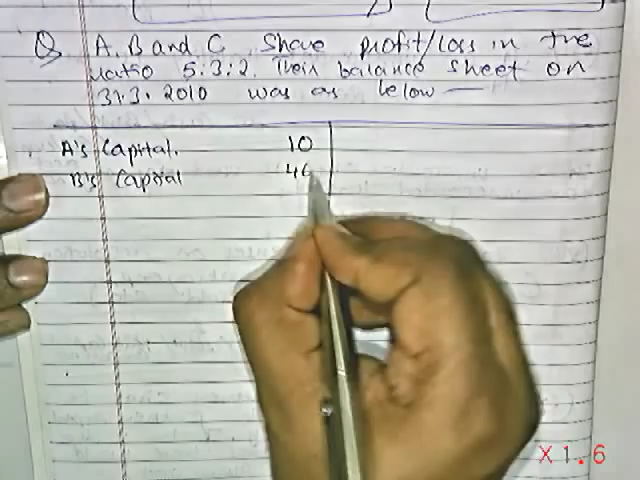 Q A, B and C Share profit/loss in the
ratio 5:3:2. Their balance sheet on
31.3.2010 was as below —
A's Capital. 10
B's Capital 40
X1.6